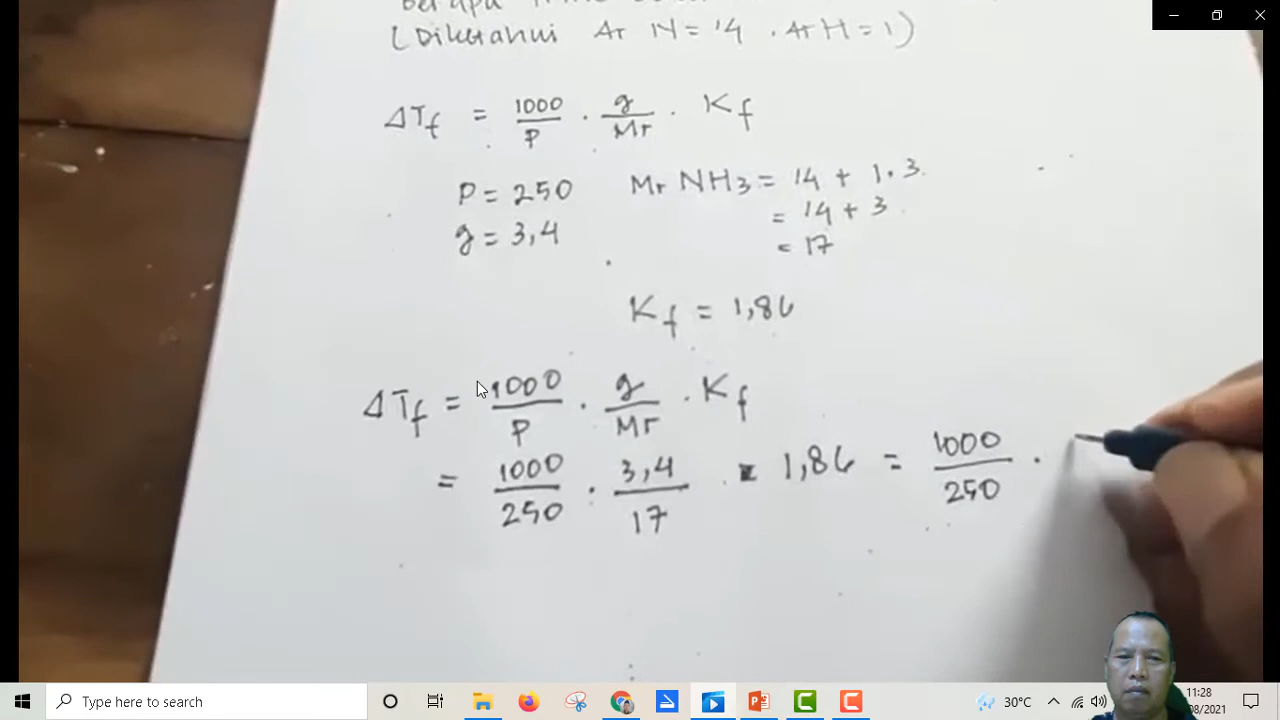 (Diketahui Ar N = 14 . Ar H = 1)
ΔTf = 1000/P . g/Mr . Kf
P = 250
g = 3,4
Mr NH3 = 14 + 1.3
= 14 + 3
= 17
Kf = 1,86
ΔTf = 1000/P . g/Mr . Kf
= 1000/250 . 3,4/17 . 1,86 = 1000/250 .
Type here to search
30°C
11:28
08/2021